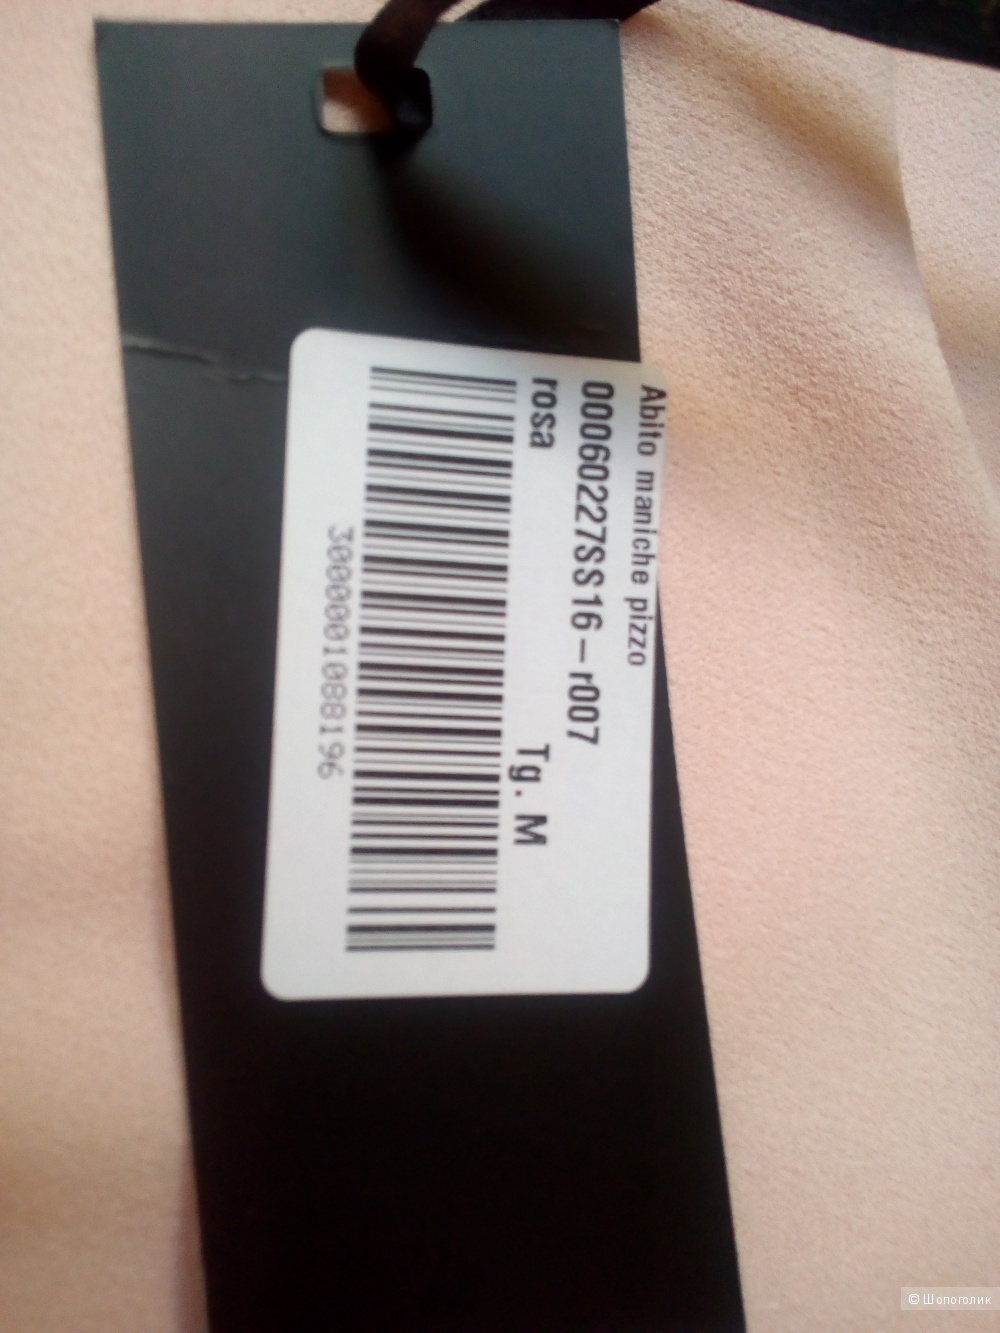 Abito maniche pizzo
00060227SS16-r007
rosa Tg. M
3000001088196
© Шопоголик